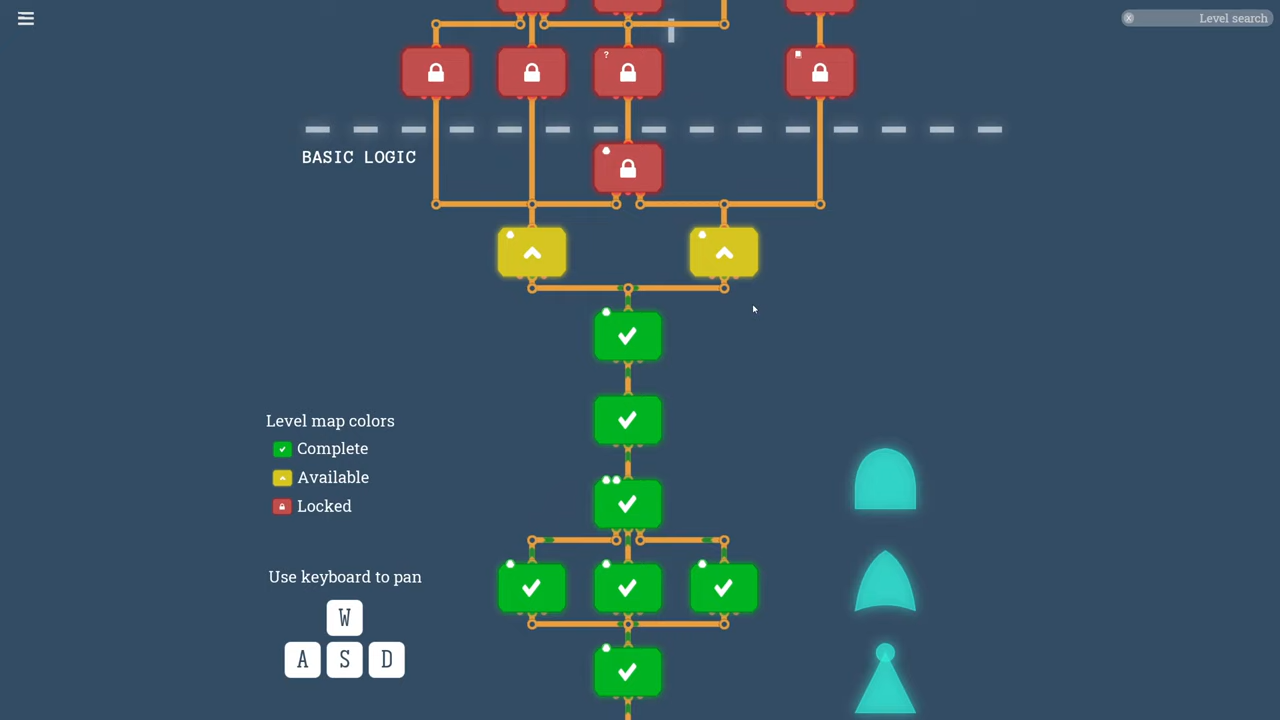 Level search
?
BASIC LOGIC
Level map colors
Complete
Available
Locked
Use keyboard to pan
W
A S D